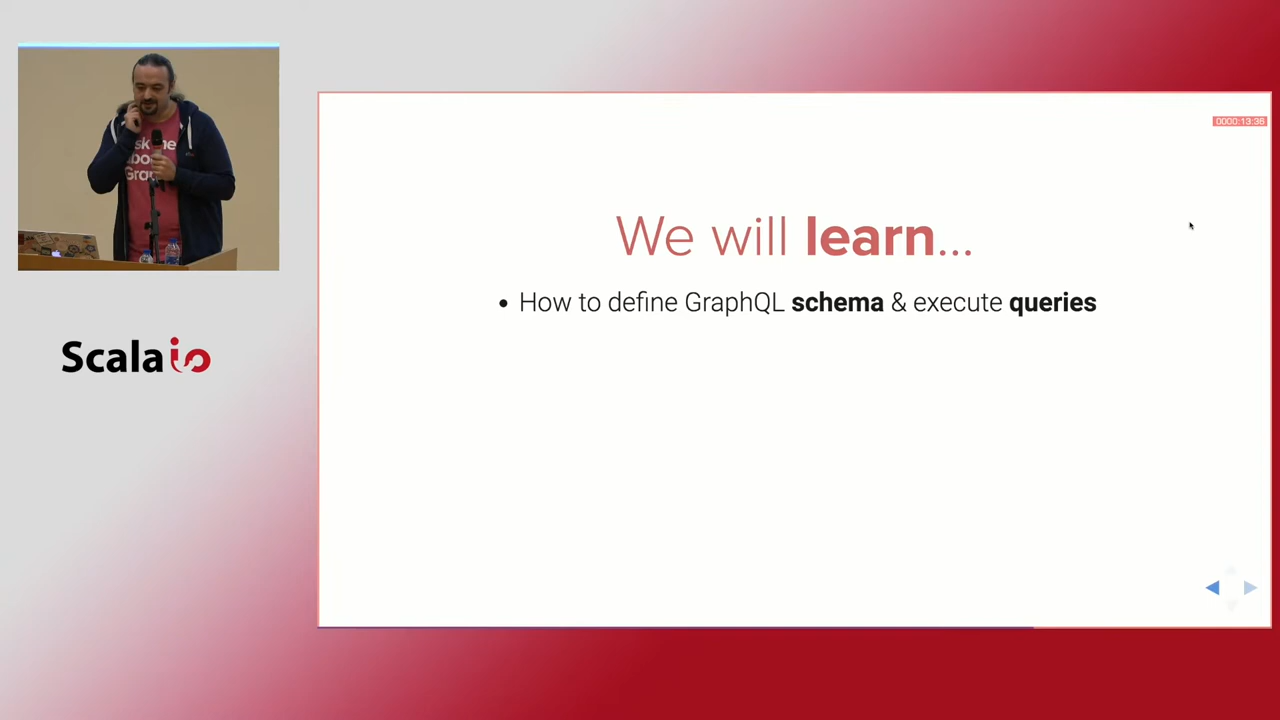 0000:13:36
We will learn...
• How to define GraphQL schema & execute queries
Scala io